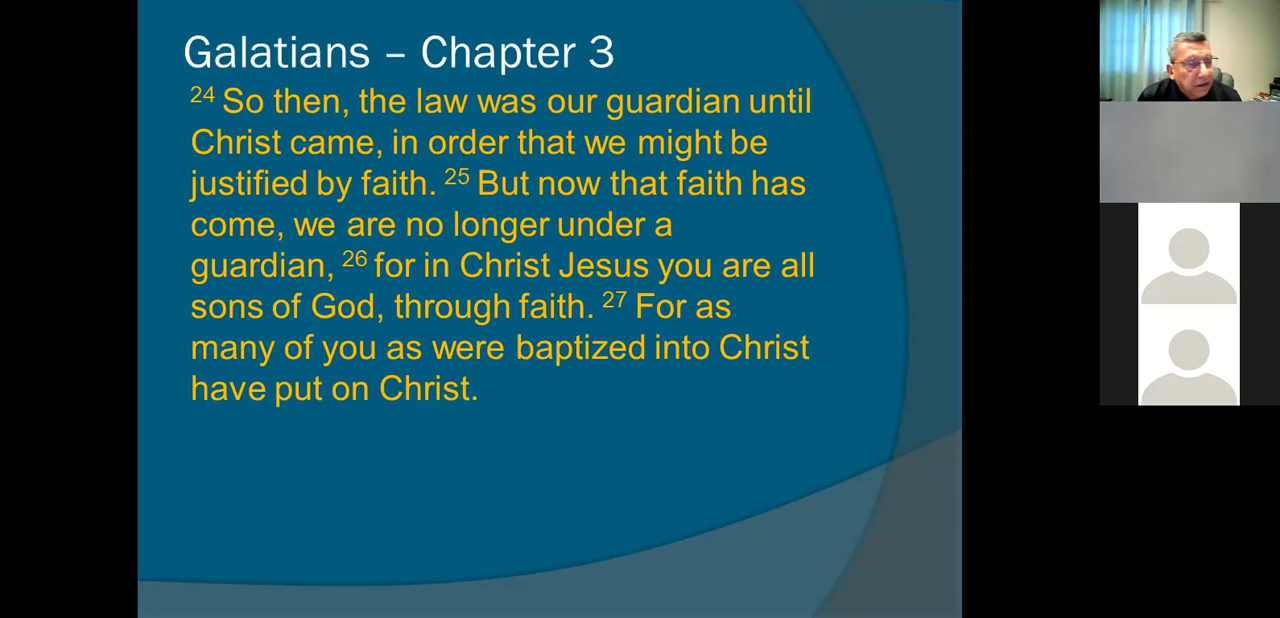 Galatians – Chapter 3
24 So then, the law was our guardian until
Christ came, in order that we might be
justified by faith. 25 But now that faith has
come, we are no longer under a
guardian, 26 for in Christ Jesus you are all
sons of God, through faith. 27 For as
many of you as were baptized into Christ
have put on Christ.